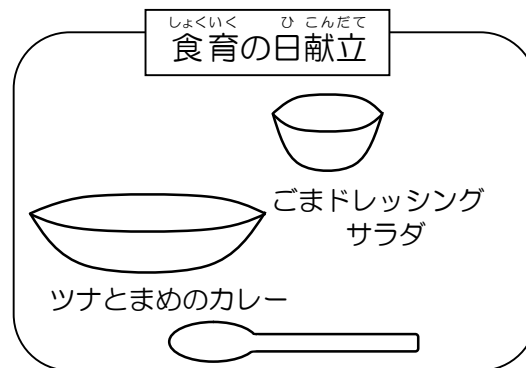 しょくいく ひ こんだて
食育の日献立
ごまドレッシング
サラダ
ツナとまめのカレー